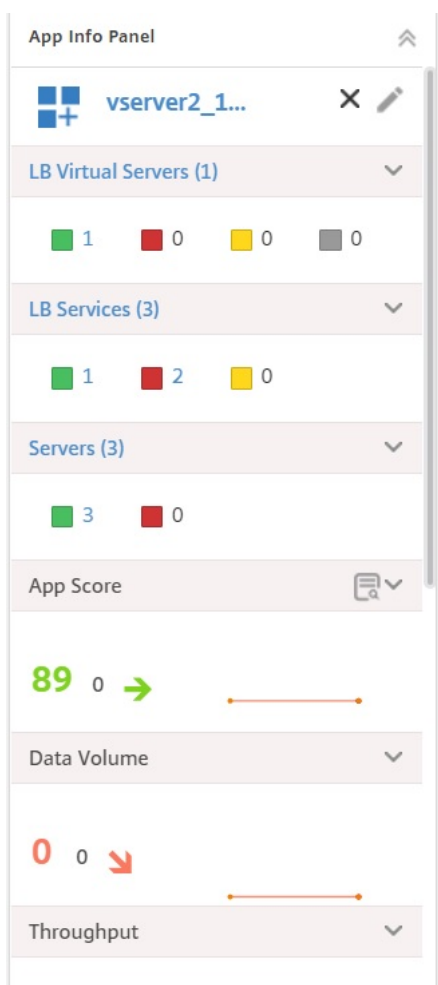 App Info Panel
vserver2_1...
LB Virtual Servers (1)
1 0 0 0
LB Services (3)
1 2 0
Servers (3)
3 0
App Score
89 0
Data Volume
0 0
Throughput